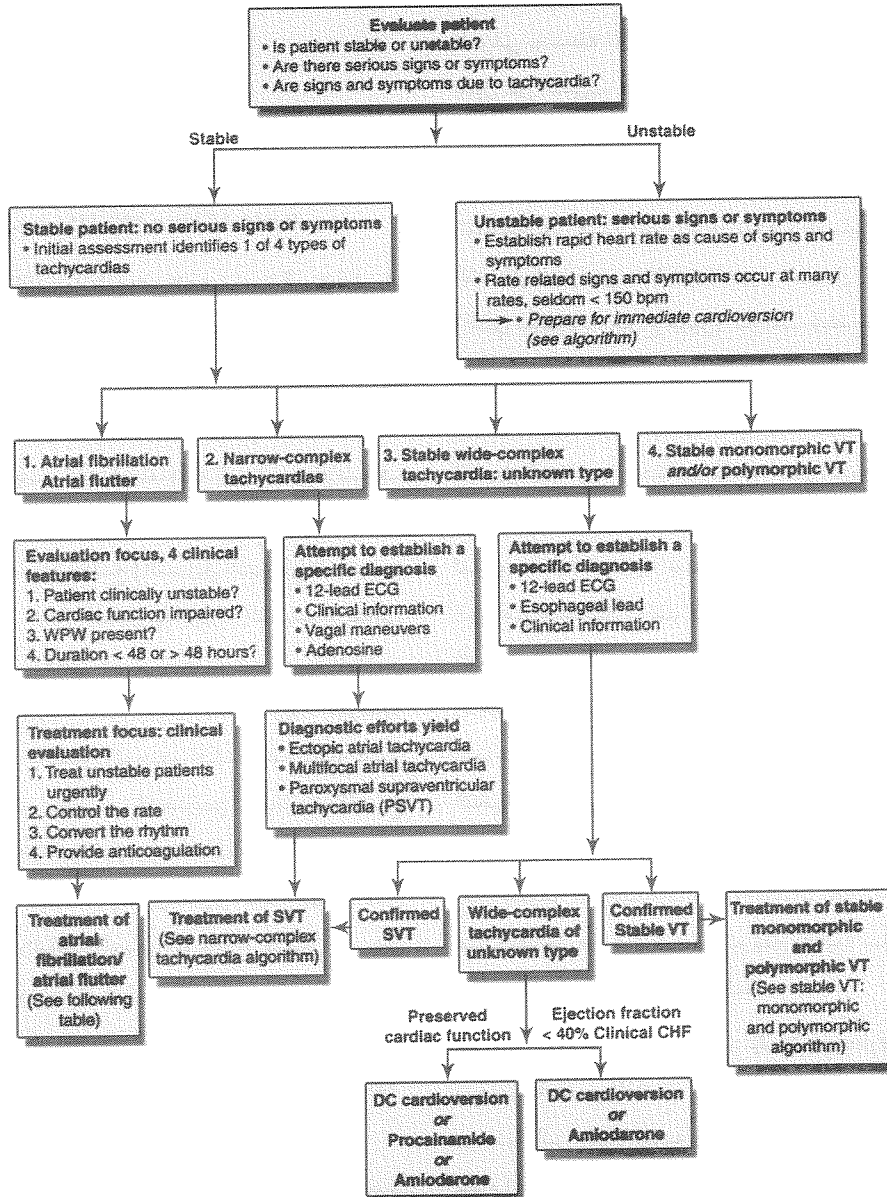 Evaluate patient
• Is patient stable or unstable?
• Are there serious signs or symptoms?
• Are signs and symptoms due to tachycardia?
Stable
Unstable
Stable patient: no serious signs or symptoms
• Initial assessment identifies 1 of 4 types of
tachycardias
Unstable patient: serious signs or symptoms
• Establish rapid heart rate as cause of signs and
symptoms
• Rate related signs and symptoms occur at many
rates, seldom < 150 bpm
• Prepare for immediate cardioversion
(see algorithm)
1. Atrial fibrillation
Atrial flutter
2. Narrow-complex
tachycardias
3. Stable wide-complex
tachycardia: unknown type
4. Stable monomorphic VT
and/or polymorphic VT
Evaluation focus, 4 clinical
features:
1. Patient clinically unstable?
2. Cardiac function impaired?
3. WPW present?
4. Duration < 48 or > 48 hours?
Attempt to establish a
specific diagnosis
• 12-lead ECG
• Clinical information
• Vagal maneuvers
• Adenosine
Attempt to establish a
specific diagnosis
• 12-lead ECG
• Esophageal lead
• Clinical information
Treatment focus: clinical
evaluation
1. Treat unstable patients
urgently
2. Control the rate
3. Convert the rhythm
4. Provide anticoagulation
Diagnostic efforts yield
• Ectopic atrial tachycardia
• Multifocal atrial tachycardia
• Paroxysmal supraventricular
tachycardia (PSVT)
Treatment of
atrial
fibrillation/
atrial flutter
(See following
table)
Treatment of SVT
(See narrow-complex
tachycardia algorithm)
Confirmed
SVT
Wide-complex
tachycardia of
unknown type
Confirmed
Stable VT
Treatment of stable
monomorphic
and
polymorphic VT
(See stable VT:
monomorphic
and polymorphic
algorithm)
Preserved
cardiac function
Ejection fraction
< 40% Clinical CHF
DC cardioversion
or
Procainamide
or
Amiodarone
DC cardioversion
or
Amiodarone